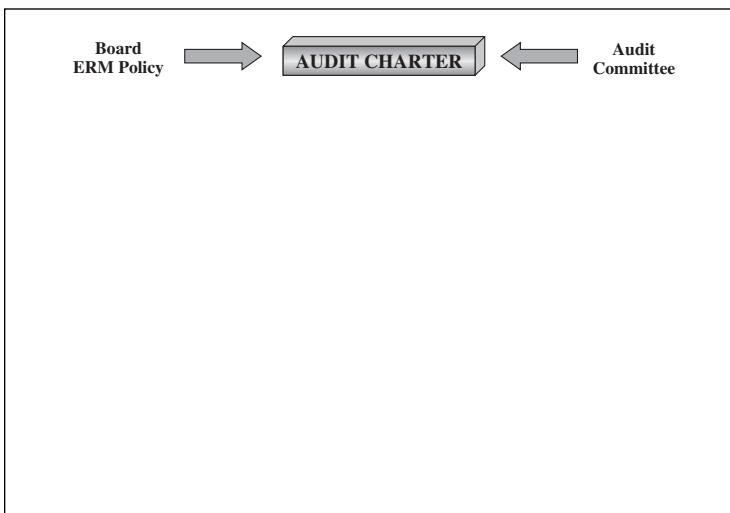 Board
ERM Policy
AUDIT CHARTER
Audit
Committee